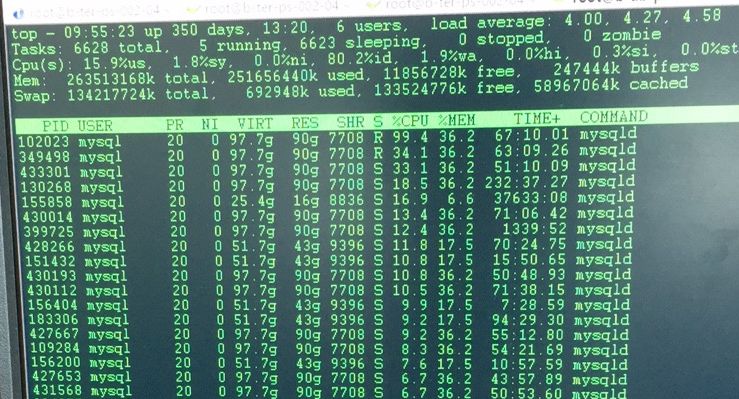 root@b-ter-ps-002-04
top - 09:55:23 up 350 days, 13:20, 6 users, load average: 4.00, 4.27, 4.58
Tasks: 6628 total, 5 running, 6623 sleeping, 0 stopped, 0 zombie
Cpu(s): 15.9%us, 1.8%sy, 0.0%ni, 80.2%id, 1.9%wa, 0.0%hi, 0.3%si, 0.0%st
Mem: 263513168k total, 251656440k used, 11856728k free, 247444k buffers
Swap: 134217724k total, 692948k used, 133524776k free, 58967064k cached
PID USER PR NI VIRT RES SHR S %CPU %MEM TIME+ COMMAND
102023 mysql 20 0 97.7g 90g 7708 R 99.4 36.2 67:10.01 mysqld
349498 mysql 20 0 97.7g 90g 7708 R 34.1 36.2 63:09.26 mysqld
433301 mysql 20 0 97.7g 90g 7708 S 33.1 36.2 51:10.09 mysqld
130268 mysql 20 0 97.7g 90g 7708 S 18.5 36.2 232:37.27 mysqld
155858 mysql 20 0 25.4g 16g 8836 S 16.9 6.6 37633:08 mysqld
430014 mysql 20 0 97.7g 90g 7708 S 13.4 36.2 71:06.42 mysqld
399725 mysql 20 0 97.7g 90g 7708 S 12.4 36.2 1339:52 mysqld
428266 mysql 20 0 51.7g 43g 9396 S 11.8 17.5 70:24.75 mysqld
151432 mysql 20 0 51.7g 43g 9396 S 10.8 17.5 15:50.65 mysqld
430193 mysql 20 0 97.7g 90g 7708 S 10.8 36.2 50:48.93 mysqld
430112 mysql 20 0 97.7g 90g 7708 S 10.5 36.2 71:38.15 mysqld
156404 mysql 20 0 51.7g 43g 9396 S 9.9 17.5 7:28.59 mysqld
183306 mysql 20 0 51.7g 43g 9396 S 9.2 17.5 94:29.30 mysqld
427667 mysql 20 0 97.7g 90g 7708 S 9.2 36.2 55:12.80 mysqld
109284 mysql 20 0 97.7g 90g 7708 S 8.3 36.2 54:21.69 mysqld
156200 mysql 20 0 51.7g 43g 9396 S 7.6 17.5 10:57.59 mysqld
427653 mysql 20 0 97.7g 90g 7708 S 6.7 36.2 43:57.89 mysqld
431568 mysql 20 0 97.7g 90g 7708 S 6.7 36.2 50:53.60 mysqld